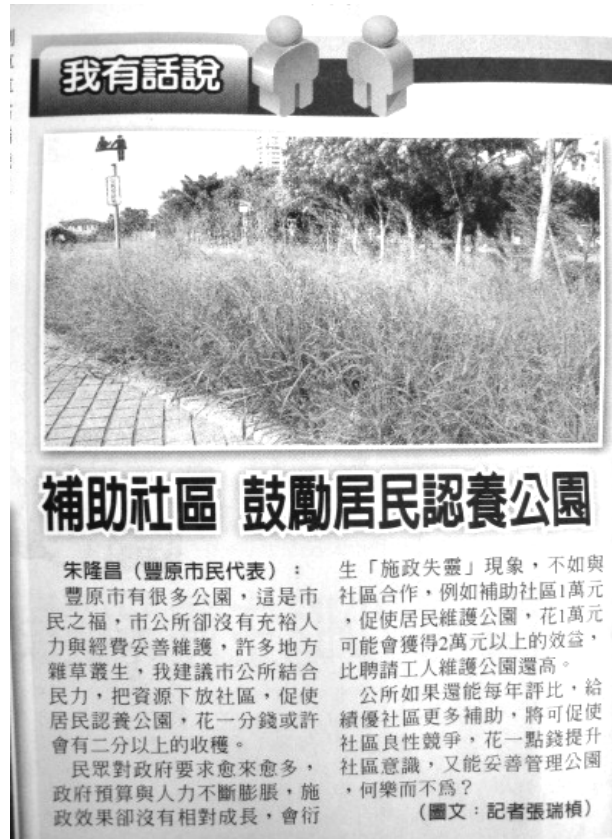 我有話說
補助社區 鼓勵居民認養公園
朱隆昌（豐原市民代表）：
豐原市有很多公園，這是市
民之福，市公所卻沒有充裕人
力與經費妥善維護，許多地方
雜草叢生，我建議市公所結合
民力，把資源下放社區，促使
居民認養公園，花一分錢或許
會有二分以上的收穫。
民眾對政府要求愈來愈多，
政府預算與人力不斷膨脹，施
政效果卻沒有相對成長，會衍
生「施政失靈」現象，不如與
社區合作，例如補助社區1萬元
，促使居民維護公園，花1萬元
可能會獲得2萬元以上的效益，
比聘請工人維護公園還高。
公所如果還能每年評比，給
績優社區更多補助，將可促使
社區良性競爭，花一點錢提升
社區意識，又能妥善管理公園
，何樂而不為？
（圖文：記者張瑞楨）